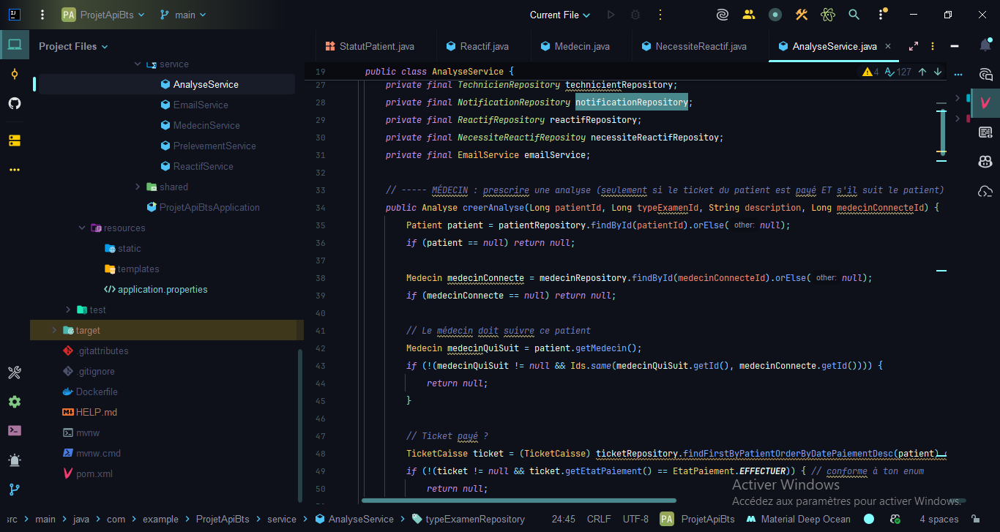 PA ProjetApiBts main Current File
Project Files
StatutPatient.java Reactif.java Medecin.java NecessiteReactif.java AnalyseService.java
service
AnalyseService
EmailService
MedecinService
PrelevementService
ReactifService
shared
ProjetApiBtsApplication
resources
static
templates
application.properties
test
target
.gitattributes
.gitignore
Dockerfile
HELP.md
mvnw
mvnw.cmd
pom.xml
19 public class AnalyseService { 4 127
27 private final TechnicienRepository technicientRepository;
28 private final NotificationRepository notificationRepository;
29 private final ReactifRepository reactifRepository;
30 private final NecessiteReactifRepositoy necessiteReactifRepositoy;
31 private final EmailService emailService;
32
33 // ----- MÉDECIN : prescrire une analyse (seulement si le ticket du patient est payé ET s'il suit le patient)
34 public Analyse creerAnalyse(Long patientId, Long typeExamenId, String description, Long medecinConnecteId) {
35 Patient patient = patientRepository.findById(patientId).orElse( other: null);
36 if (patient == null) return null;
37
38 Medecin medecinConnecte = medecinRepository.findById(medecinConnecteId).orElse( other: null);
39 if (medecinConnecte == null) return null;
40
41 // Le médecin doit suivre ce patient
42 Medecin medecinQuiSuit = patient.getMedecin();
43 if (!(medecinQuiSuit != null && Ids.same(medecinQuiSuit.getId(), medecinConnecte.getId()))) {
44 return null;
45 }
46
47 // Ticket payé ?
48 TicketCaisse ticket = (TicketCaisse) ticketRepository.findFirstByPatientOrderByDatePaiementDesc(patient)
49 if (!(ticket != null && ticket.getEtatPaiement() == EtatPaiement.EFFECTUER)) { // conforme à ton enum
50 return null;
Activer Windows
Accédez aux paramètres pour activer Windows.
src main java com example ProjetApiBts service AnalyseService typeExamenRepository 24:45 CRLF UTF-8 PA ProjetApiBts Material Deep Ocean 4 spaces